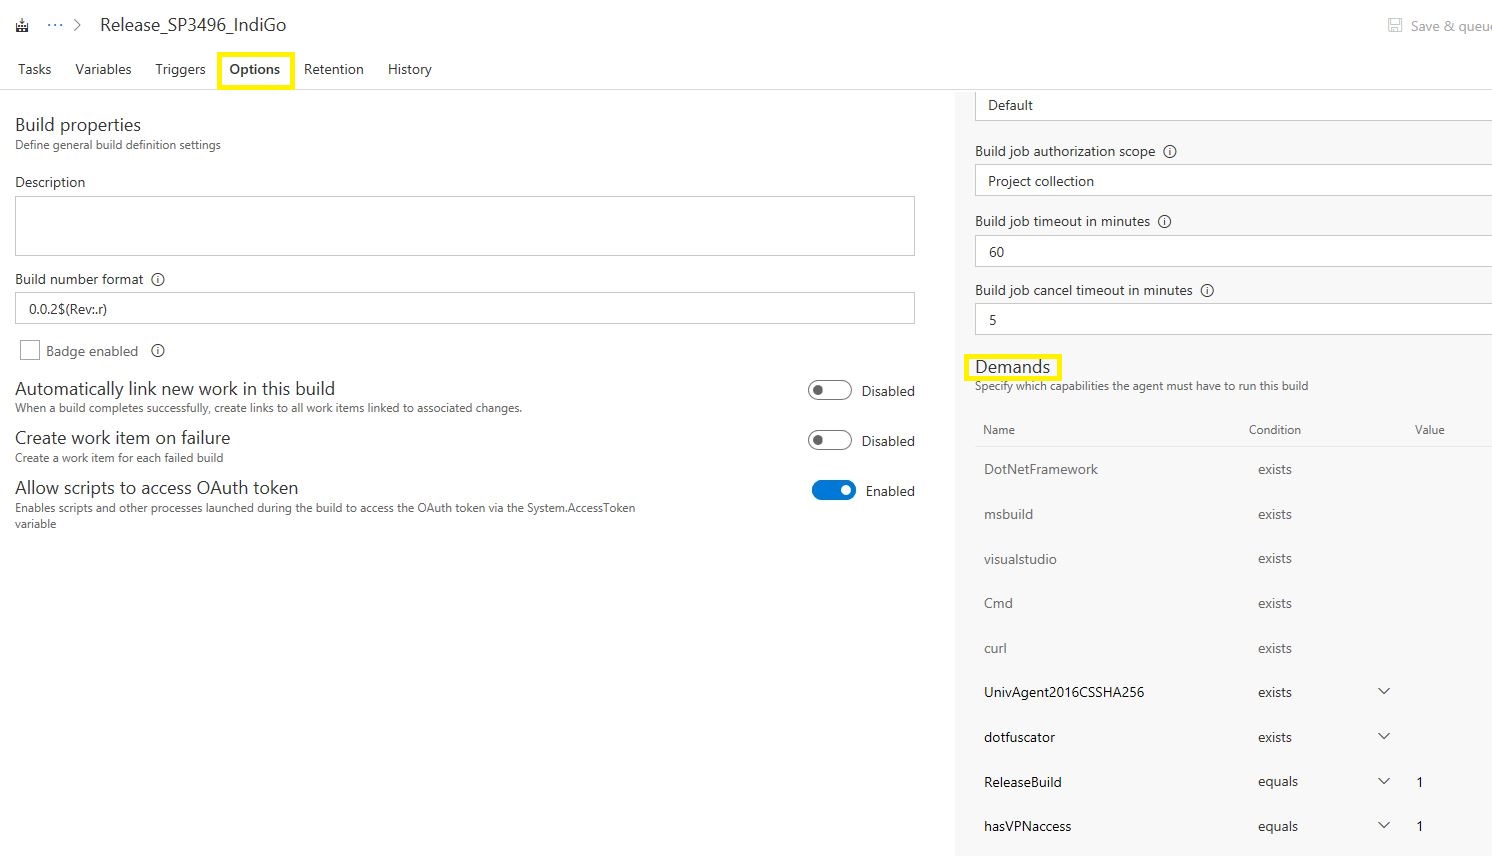 ... > Release_SP3496_IndiGo
Save & queue
Tasks Variables Triggers Options Retention History
Build properties
Define general build definition settings
Description
Build number format
0.0.2$(Rev:.r)
Badge enabled
Automatically link new work in this build
Disabled
When a build completes successfully, create links to all work items linked to associated changes.
Create work item on failure
Disabled
Create a work item for each failed build
Allow scripts to access OAuth token
Enabled
Enables scripts and other processes launched during the build to access the OAuth token via the System.AccessToken
variable
Default
Build job authorization scope
Project collection
Build job timeout in minutes
60
Build job cancel timeout in minutes
5
Demands
Specify which capabilities the agent must have to run this build
Name Condition Value
DotNetFramework exists
msbuild exists
visualstudio exists
Cmd exists
curl exists
UnivAgent2016CSSHA256 exists
dotfuscator exists
ReleaseBuild equals 1
hasVPNaccess equals 1